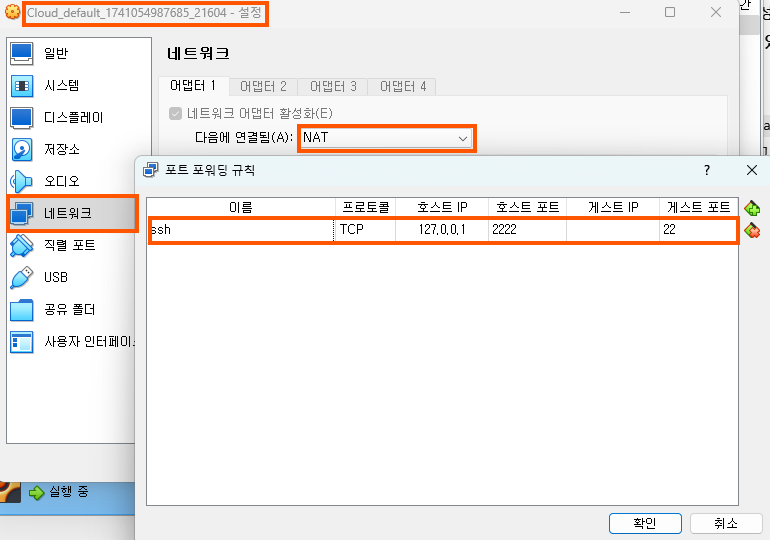 Cloud_default_1741054987685_21604 - 설정
일반
시스템
디스플레이
저장소
오디오
네트워크
직렬 포트
USB
공유 폴더
사용자 인터페이스
네트워크
어댑터 1 어댑터 2 어댑터 3 어댑터 4
네트워크 어댑터 활성화(E)
다음에 연결됨(A): NAT
포트 포워딩 규칙
?
이름 프로토콜 호스트 IP 호스트 포트 게스트 IP 게스트 포트
ssh TCP 127.0.0.1 2222 22
실행 중
확인 취소